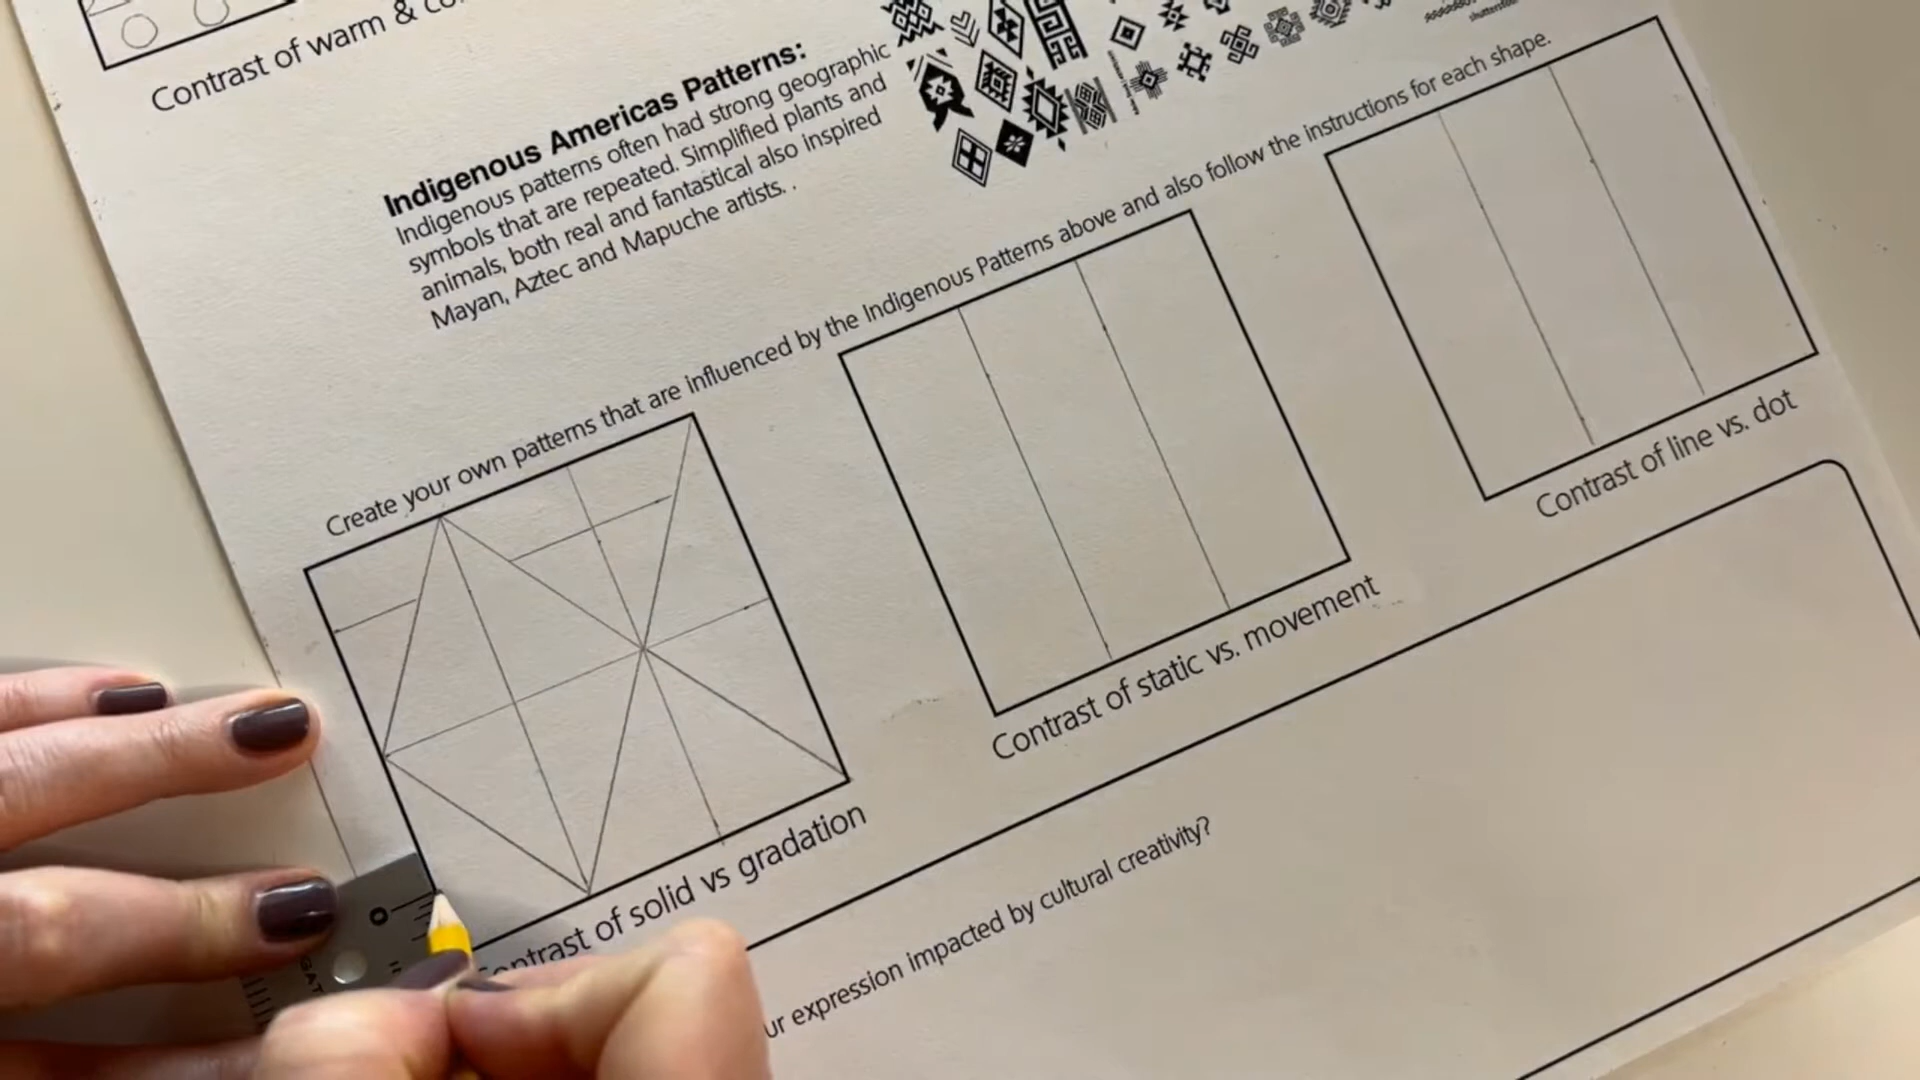 Contrast of warm &
Indigenous Americas Patterns:
Indigenous patterns often had strong geographic
symbols that are repeated. Simplified plants and
animals, both real and fantastical also inspired
Mayan, Aztec and Mapuche artists. .
shutterstock
Create your own patterns that are influenced by the Indigenous Patterns above and also follow the instructions for each shape.
Contrast of line vs. dot
Contrast of static vs. movement
ontrast of solid vs gradation
ur expression impacted by cultural creativity?
0